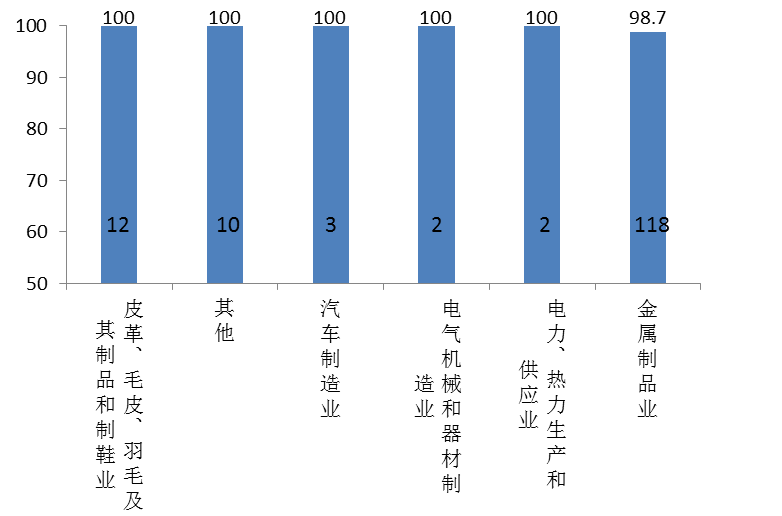 100 100 100 100 100 98.7
100
90
80
70
60
50
12 10 3 2 2 118
皮革、毛皮、羽毛及
其制品和制鞋业
其他
汽车制造业
电气机械和器材制
造业
电力、热力生产和
供应业
金属制品业